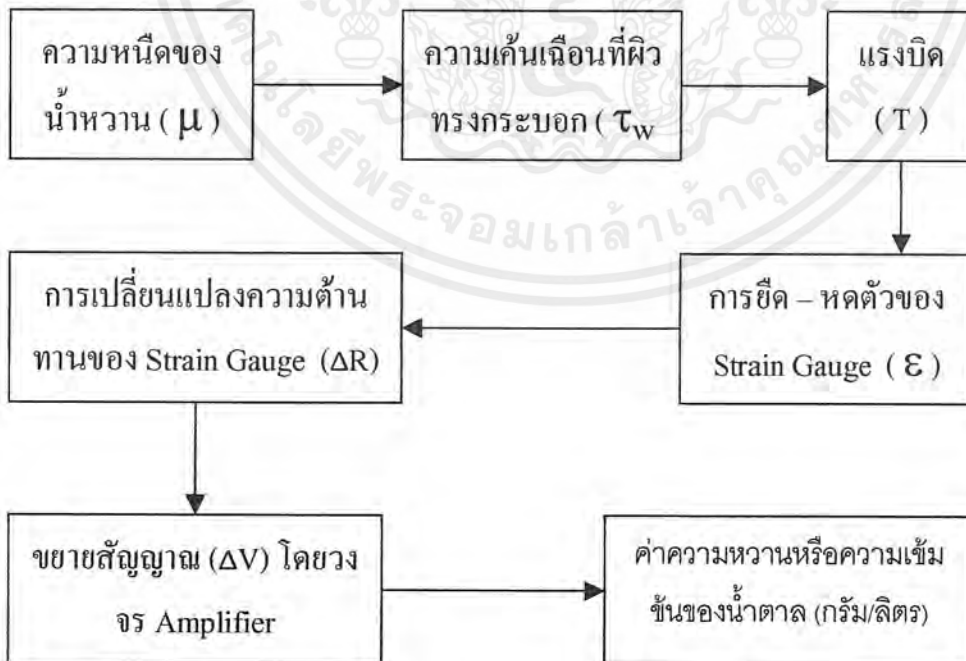 ความหนืดของ
น้ำหวาน ( μ )
ความเค้นเฉือนที่ผิว
ทรงกระบอก ( τw
แรงบิด
( T )
การยืด – หดตัวของ
Strain Gauge ( ε )
การเปลี่ยนแปลงความต้าน
ทานของ Strain Gauge (ΔR)
ขยายสัญญาณ (ΔV) โดยวง
จร Amplifier
ค่าความหวานหรือความเข้ม
ข้นของน้ำตาล (กรัม/ลิตร)